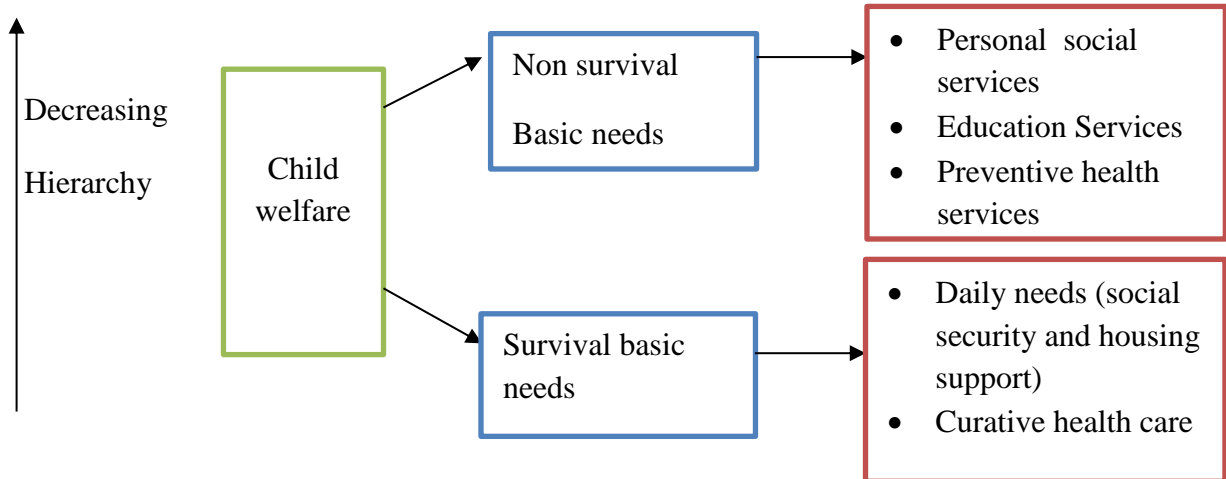 Decreasing
Hierarchy
Child
welfare
Non survival
Basic needs
• Personal social
services
• Education Services
• Preventive health
services
Survival basic
needs
• Daily needs (social
security and housing
support)
• Curative health care